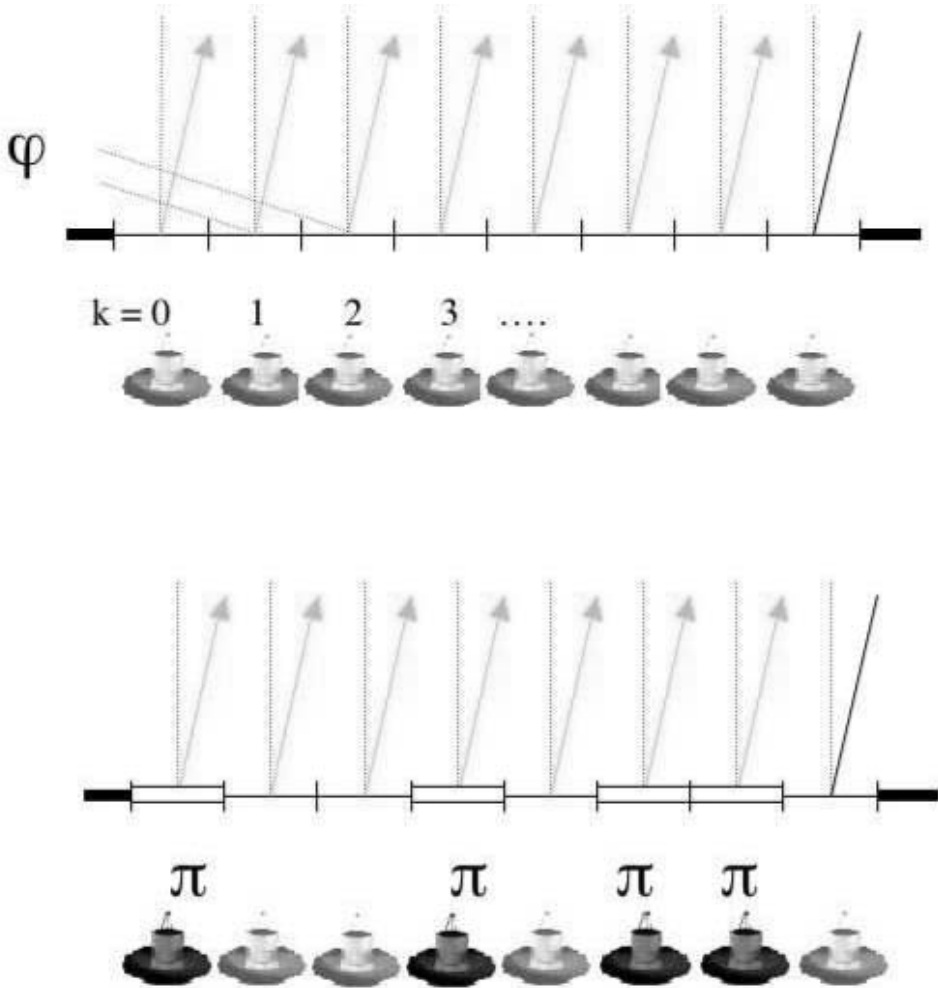 φ
k = 0 1 2 3 ....
π π π π